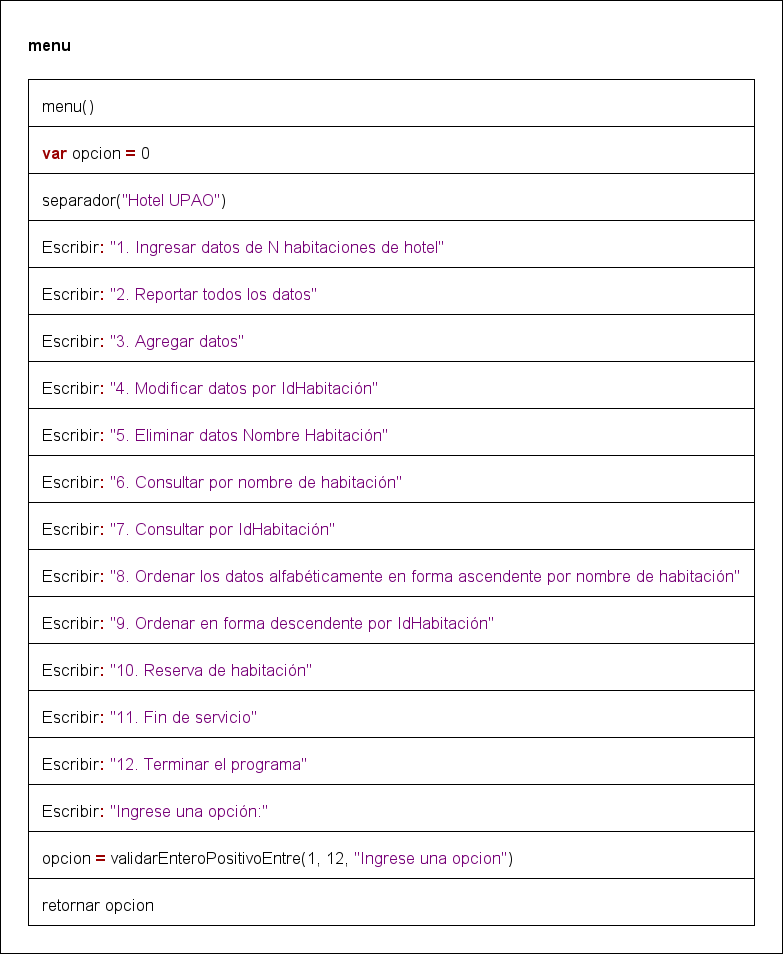 menu
menu()
var opcion = 0
separador("Hotel UPAO")
Escribir: "1. Ingresar datos de N habitaciones de hotel"
Escribir: "2. Reportar todos los datos"
Escribir: "3. Agregar datos"
Escribir: "4. Modificar datos por IdHabitación"
Escribir: "5. Eliminar datos Nombre Habitación"
Escribir: "6. Consultar por nombre de habitación"
Escribir: "7. Consultar por IdHabitación"
Escribir: "8. Ordenar los datos alfabéticamente en forma ascendente por nombre de habitación"
Escribir: "9. Ordenar en forma descendente por IdHabitación"
Escribir: "10. Reserva de habitación"
Escribir: "11. Fin de servicio"
Escribir: "12. Terminar el programa"
Escribir: "Ingrese una opción:"
opcion = validarEnteroPositivoEntre(1, 12, "Ingrese una opcion")
retornar opcion